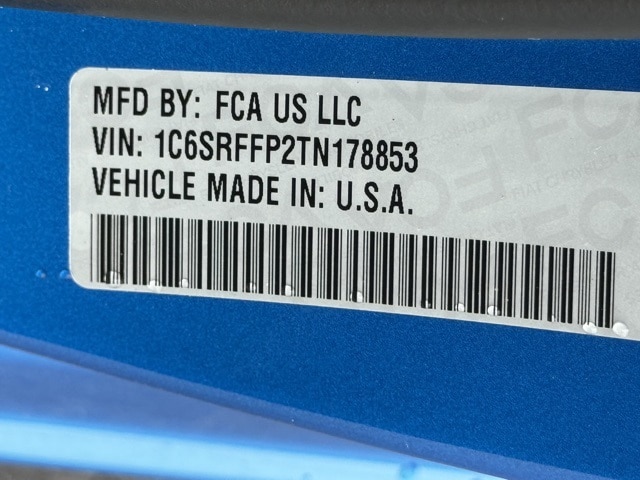 MFD BY: FCA US LLC
VIN: 1C6SRFFP2TN178853
VEHICLE MADE IN: U.S.A.